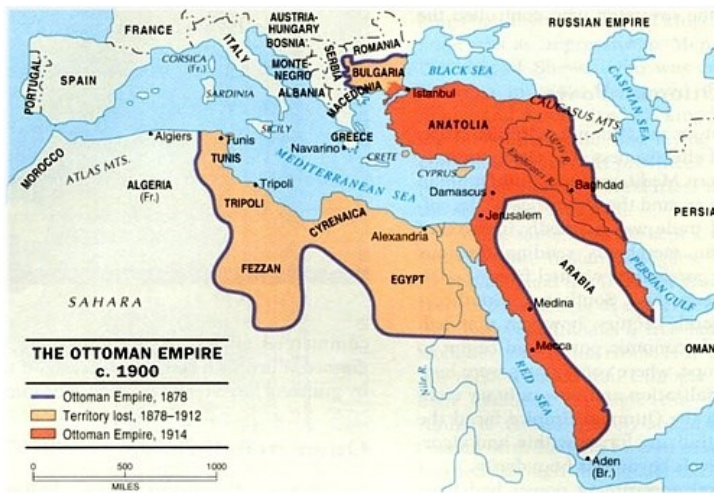 FRANCE
AUSTRIA-
HUNGARY
BOSNIA
RUSSIAN EMPIRE
PORTUGAL
SPAIN
CORSICA
(Fr.)
ITALY
MONTE-
NEGRO
SERBIA
ROMANIA
BULGARIA
BLACK SEA
CASPIAN SEA
SARDINIA
ALBANIA
MACEDONIA
Istanbul
CAUCASUS MTS.
ANATOLIA
SICILY
GREECE
Navarino
Algiers
Tunis
TUNIS
CRETE
CYPRUS
Tigris R.
Euphrates R.
Baghdad
MOROCCO
ATLAS MTS.
ALGERIA
(Fr.)
MEDITERRANEAN SEA
Tripoli
TRIPOLI
Damascus
Jerusalem
PERSIA
CYRENAICA
Alexandria
FEZZAN
EGYPT
ARABIA
PERSIAN GULF
SAHARA
Medina
Mecca
OMAN
Nile R.
RED SEA
Aden
(Br.)
THE OTTOMAN EMPIRE
c. 1900
Ottoman Empire, 1878
Territory lost, 1878–1912
Ottoman Empire, 1914
0 500 1000
MILES